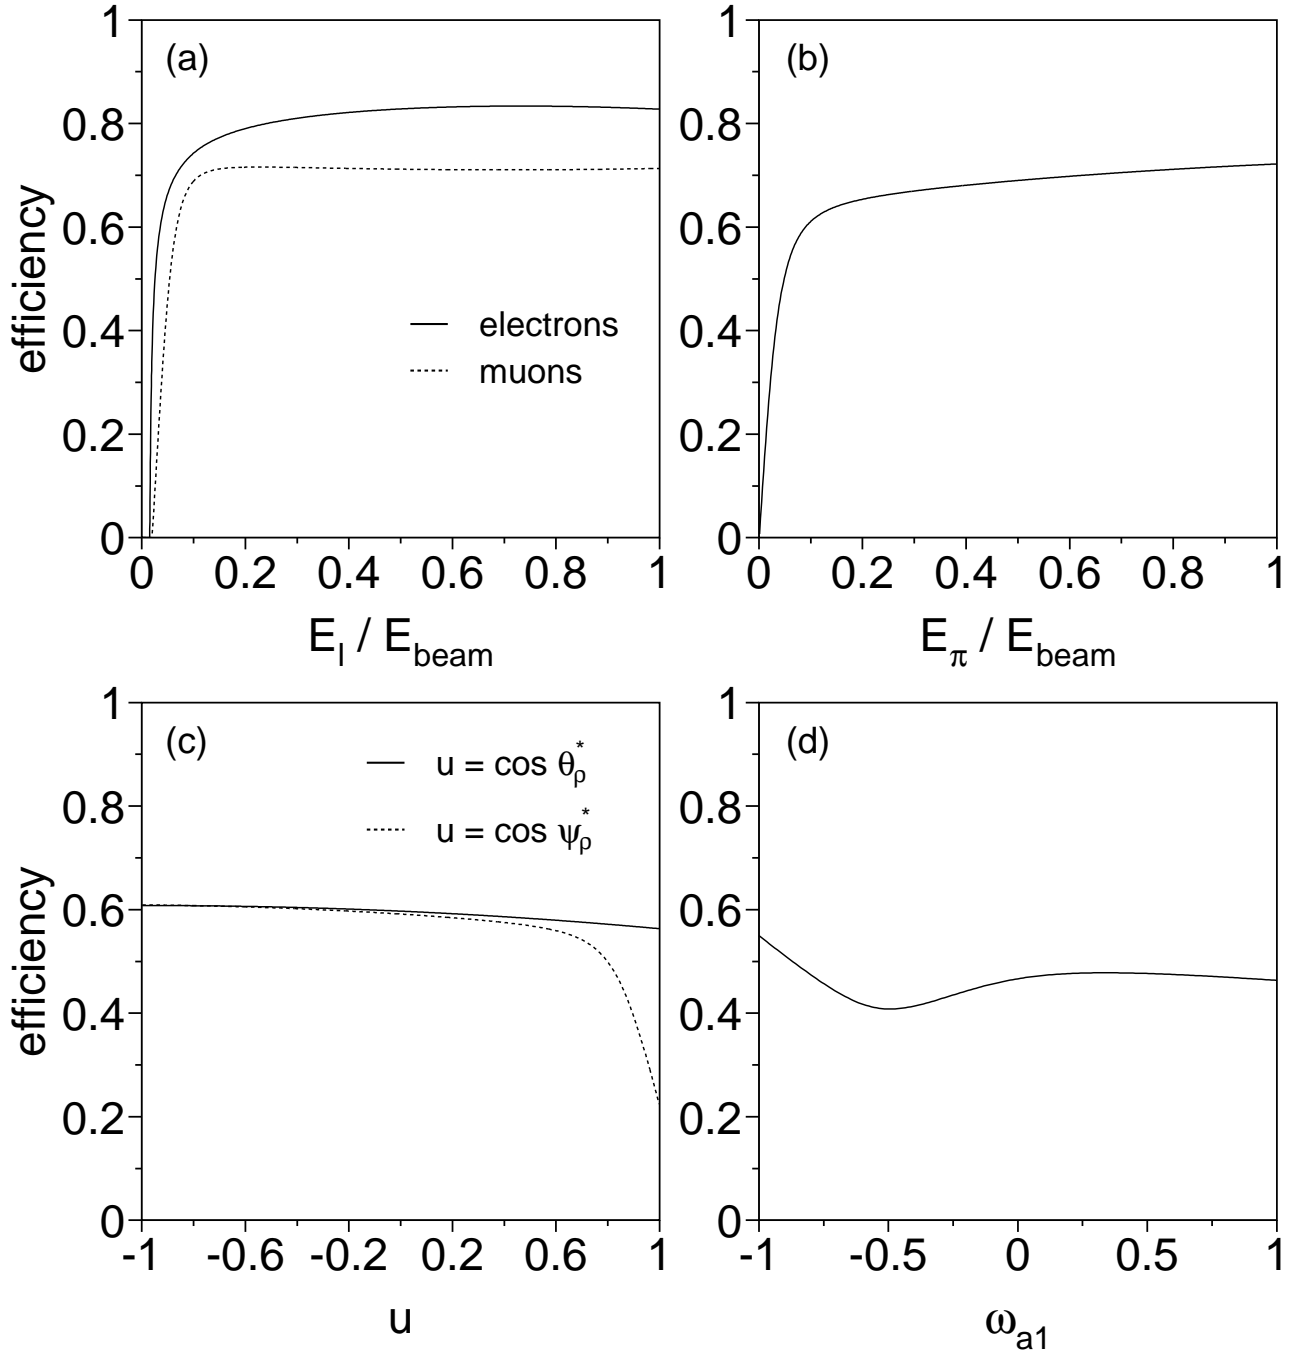 (a)
efficiency
1
0.8
0.6
0.4
0.2
0
electrons
muons
0 0.2 0.4 0.6 0.8 1
E_l / E_beam
(b)
1
0.8
0.6
0.4
0.2
0
0 0.2 0.4 0.6 0.8 1
E_π / E_beam
(c)
efficiency
1
0.8
0.6
0.4
0.2
0
u = cos θ*_ρ
u = cos ψ*_ρ
-1 -0.6 -0.2 0.2 0.6 1
u
(d)
1
0.8
0.6
0.4
0.2
0
-1 -0.5 0 0.5 1
ω_a1